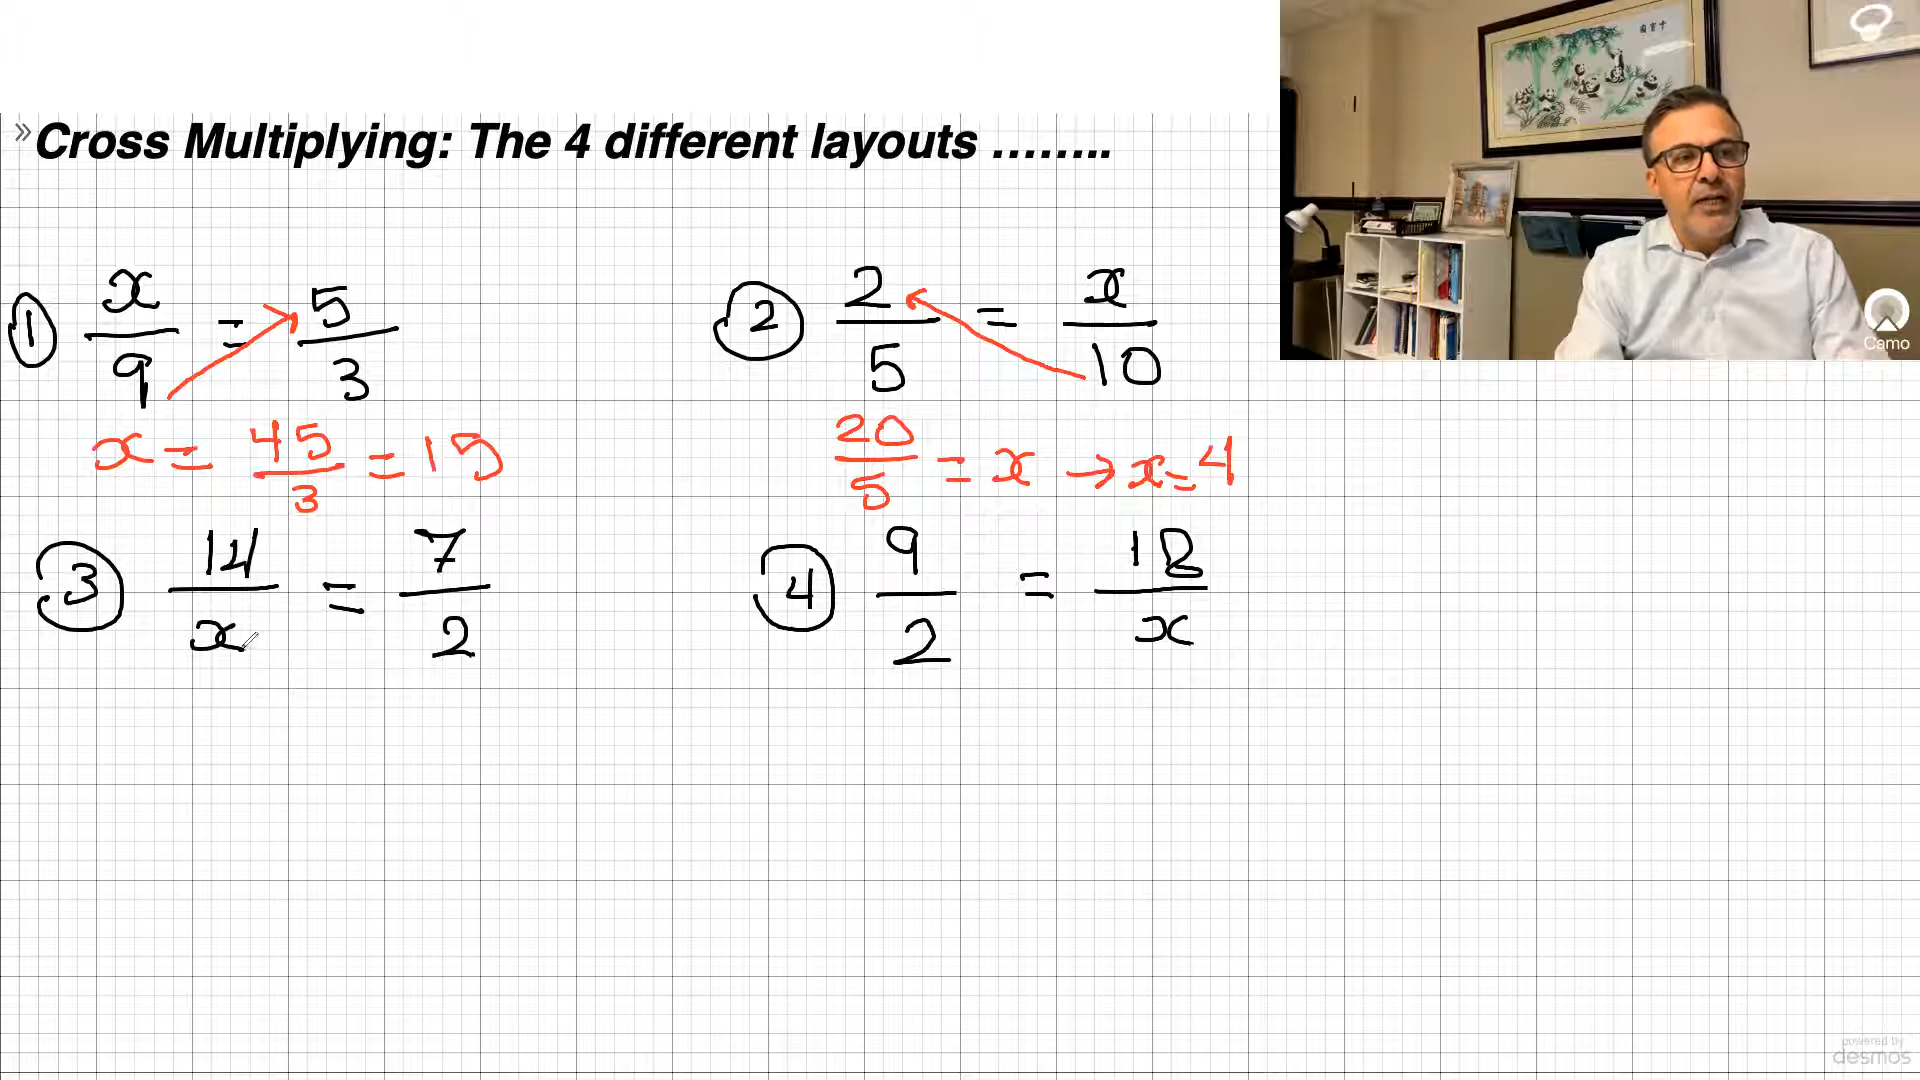 » Cross Multiplying: The 4 different layouts ........
① x/9 = 5/3
x = 45/3 = 15
② 2/5 = x/10
20/5 = x → x = 4
③ 14/x = 7/2
④ 9/2 = 18/x
Camo
powered by
desmos